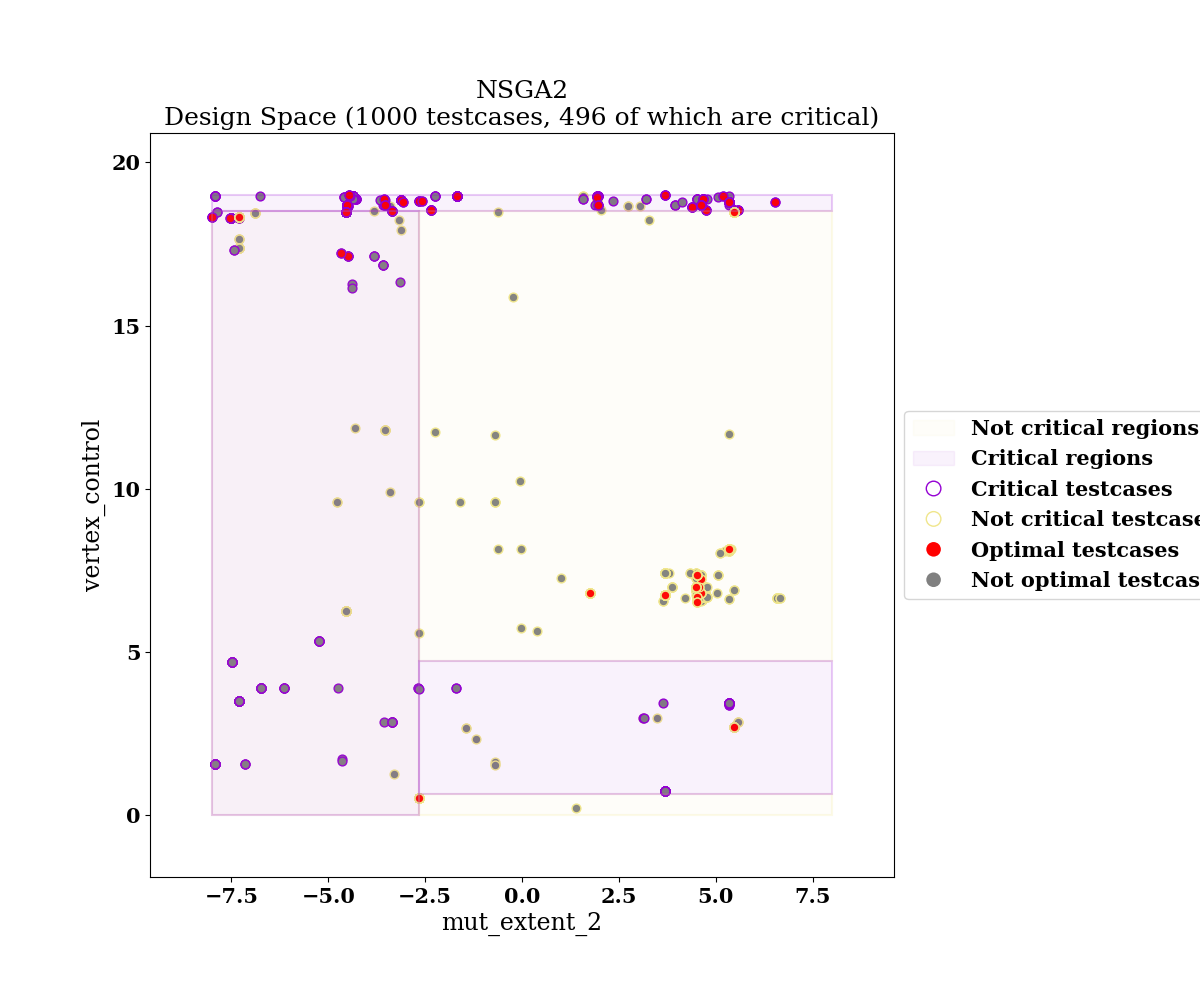 NSGA2
Design Space (1000 testcases, 496 of which are critical)
20
15
10
5
0
vertex_control
−7.5
−5.0
−2.5
0.0
2.5
5.0
7.5
mut_extent_2
Not critical regions
Critical regions
Critical testcases
Not critical testcase
Optimal testcases
Not optimal testcas